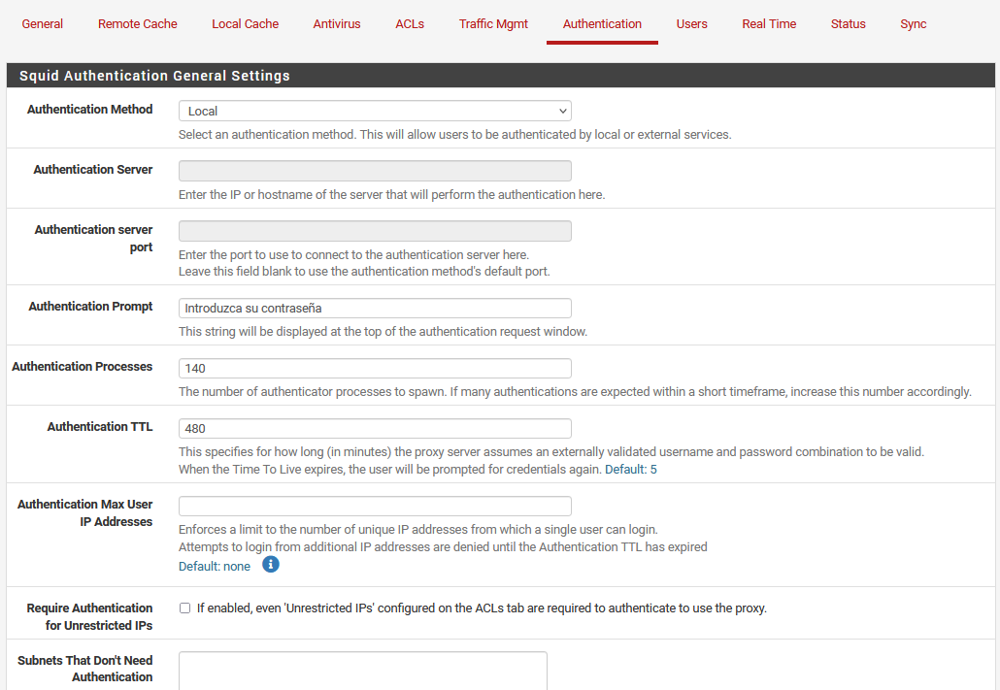 General Remote Cache Local Cache Antivirus ACLs Traffic Mgmt Authentication Users Real Time Status Sync
Squid Authentication General Settings
Authentication Method
Local
Select an authentication method. This will allow users to be authenticated by local or external services.
Authentication Server
Enter the IP or hostname of the server that will perform the authentication here.
Authentication server
port
Enter the port to use to connect to the authentication server here.
Leave this field blank to use the authentication method's default port.
Authentication Prompt
Introduzca su contraseña
This string will be displayed at the top of the authentication request window.
Authentication Processes
140
The number of authenticator processes to spawn. If many authentications are expected within a short timeframe, increase this number accordingly.
Authentication TTL
480
This specifies for how long (in minutes) the proxy server assumes an externally validated username and password combination to be valid.
When the Time To Live expires, the user will be prompted for credentials again. Default: 5
Authentication Max User
IP Addresses
Enforces a limit to the number of unique IP addresses from which a single user can login.
Attempts to login from additional IP addresses are denied until the Authentication TTL has expired
Default: none
Require Authentication
for Unrestricted IPs
If enabled, even 'Unrestricted IPs' configured on the ACLs tab are required to authenticate to use the proxy.
Subnets That Don't Need
Authentication